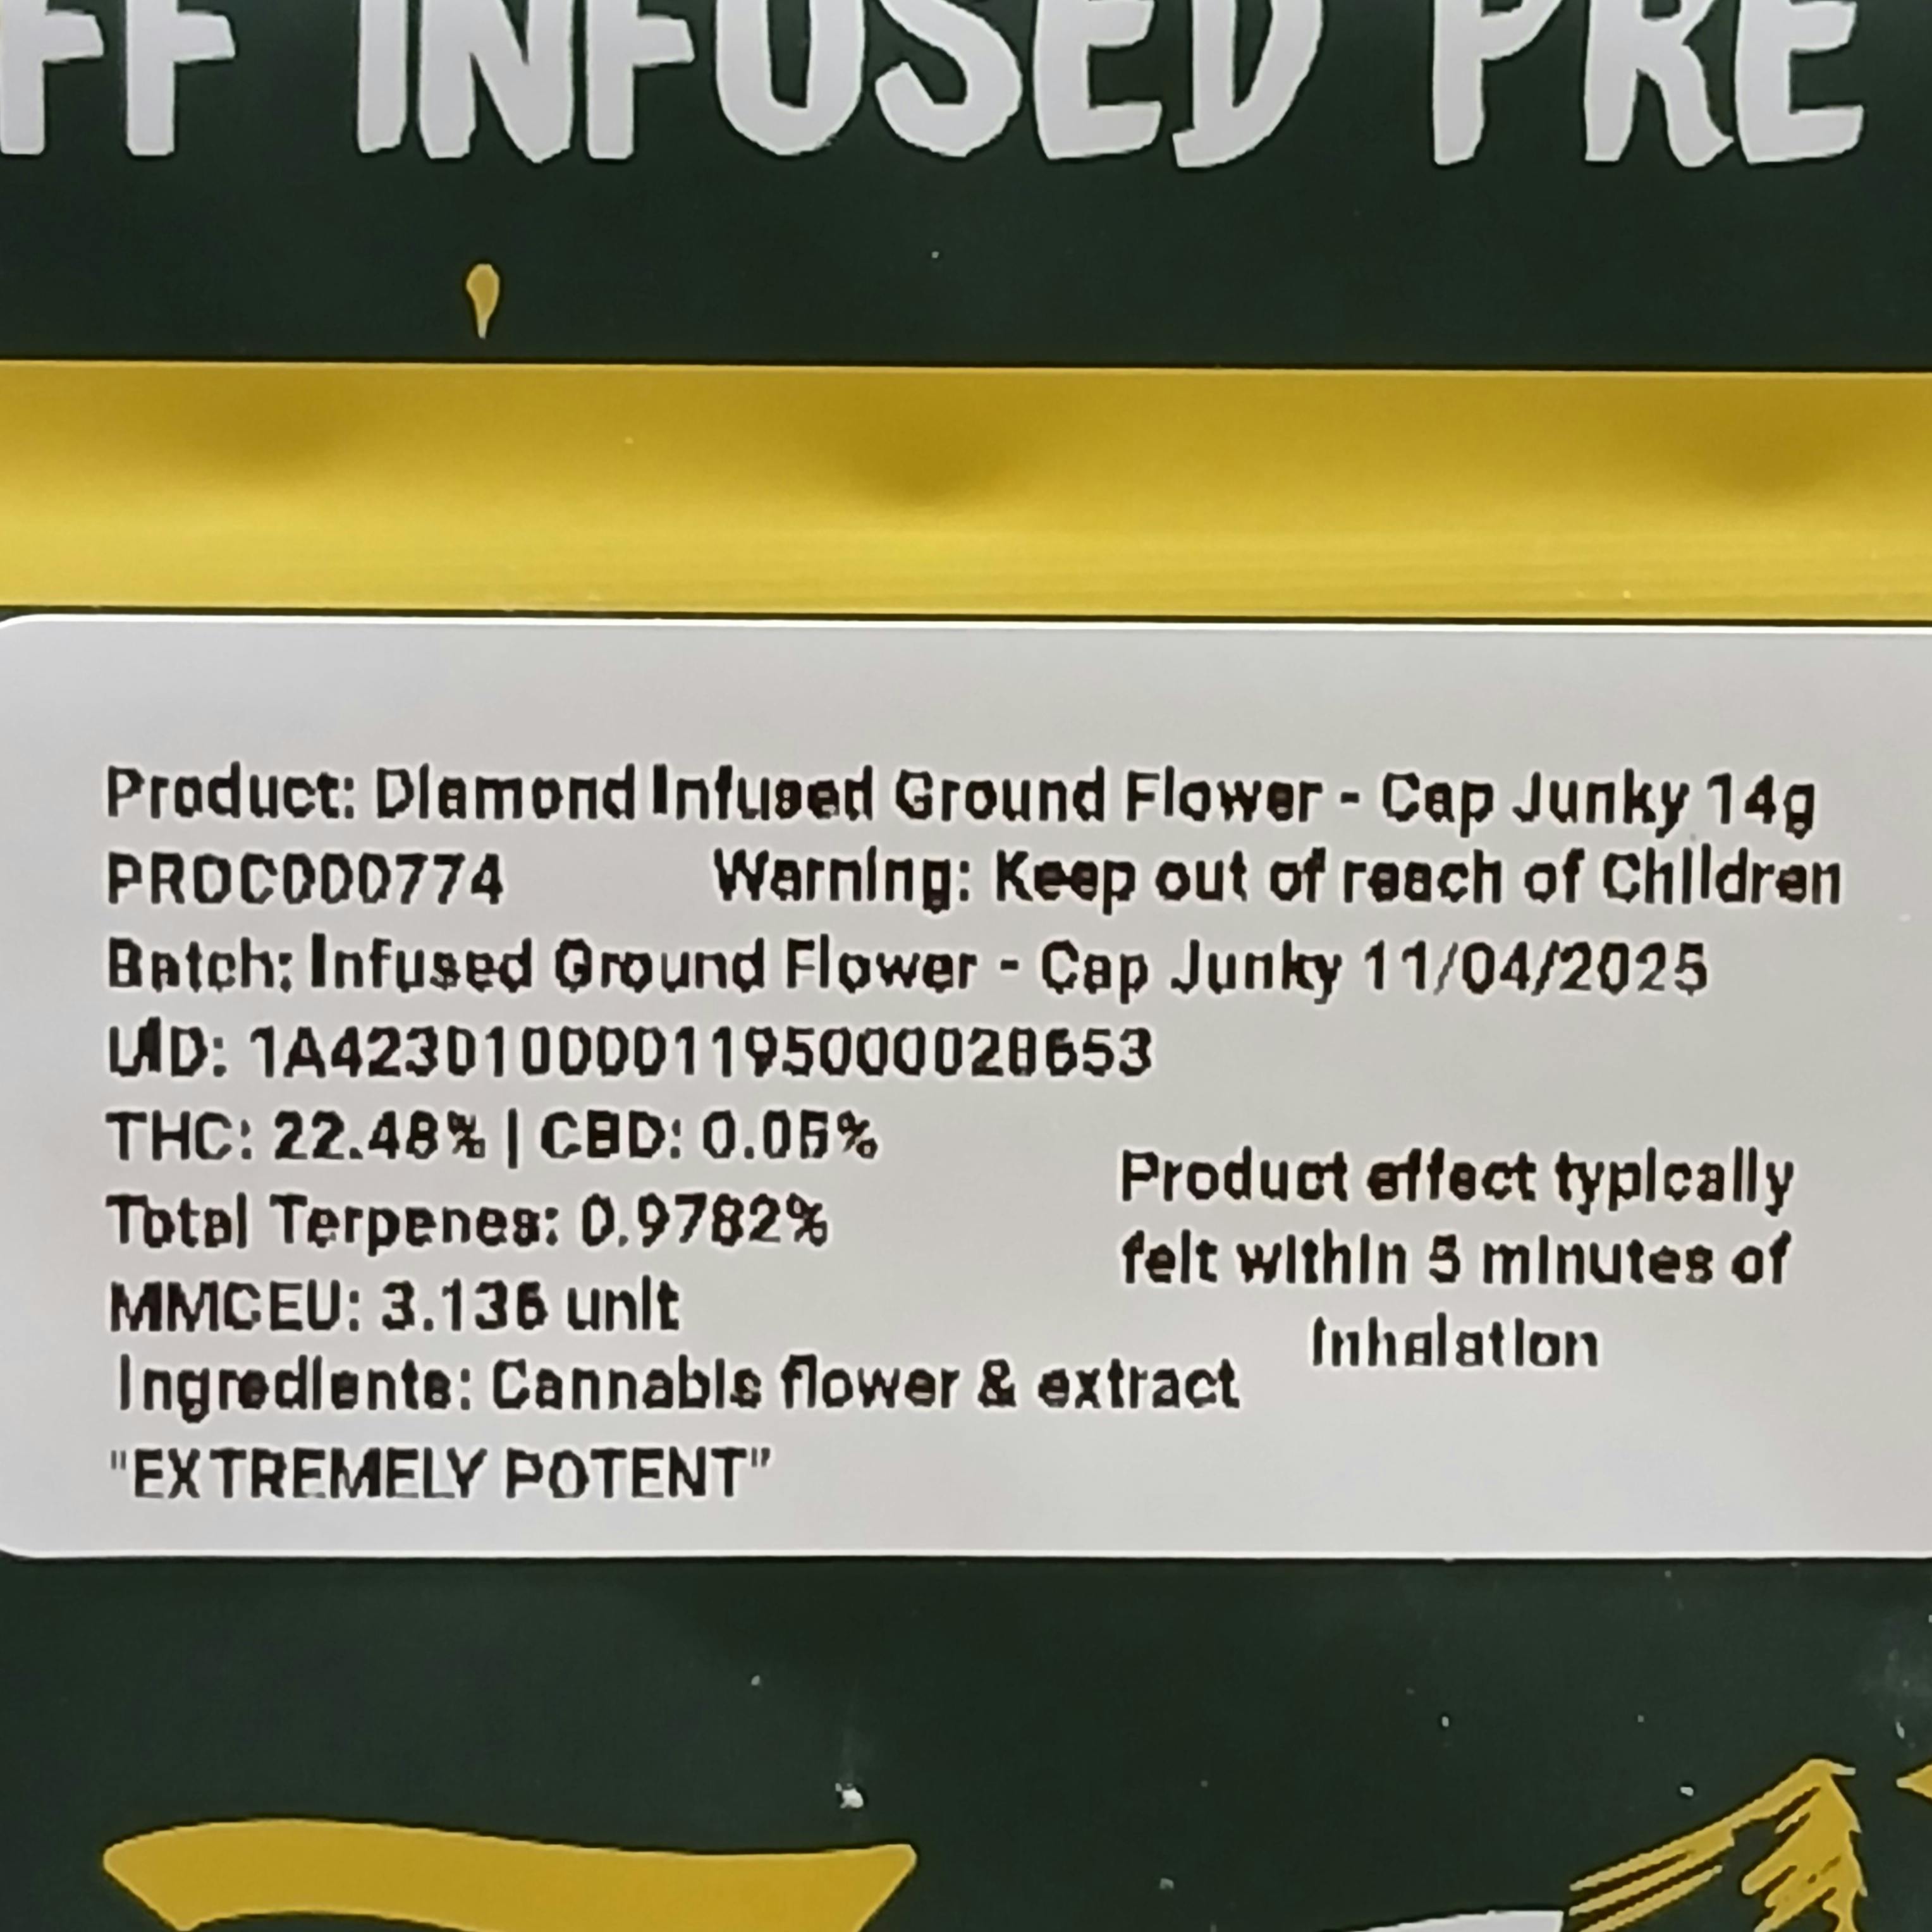 FF INFUSED PRE
Product: Diamond Infused Ground Flower - Cap Junky 14g
PROC000774 Warning: Keep out of reach of Children
Batch: Infused Ground Flower - Cap Junky 11/04/2025
UID: 1A4230100001195000028653
THC: 22.48% | CBD: 0.05%
Total Terpenes: 0.9782%
MMCEU: 3.136 unit
Ingredients: Cannabis flower & extract
"EXTREMELY POTENT"
Product effect typically
felt within 5 minutes of
inhalation